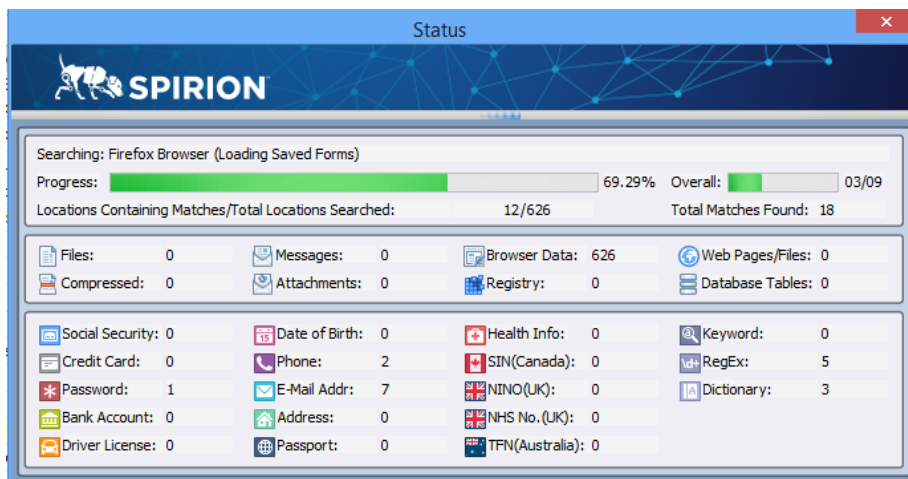 Status
SPIRION
Searching: Firefox Browser (Loading Saved Forms)
Progress: 69.29% Overall: 03/09
Locations Containing Matches/Total Locations Searched: 12/626 Total Matches Found: 18
Files: 0 Messages: 0 Browser Data: 626 Web Pages/Files: 0
Compressed: 0 Attachments: 0 Registry: 0 Database Tables: 0
Social Security: 0 15 Date of Birth: 0 Health Info: 0 Keyword: 0
Credit Card: 0 Phone: 2 SIN(Canada): 0 \d+ RegEx: 5
Password: 1 E-Mail Addr: 7 NINO(UK): 0 A Dictionary: 3
Bank Account: 0 Address: 0 NHS No.(UK): 0
Driver License: 0 Passport: 0 TFN(Australia): 0